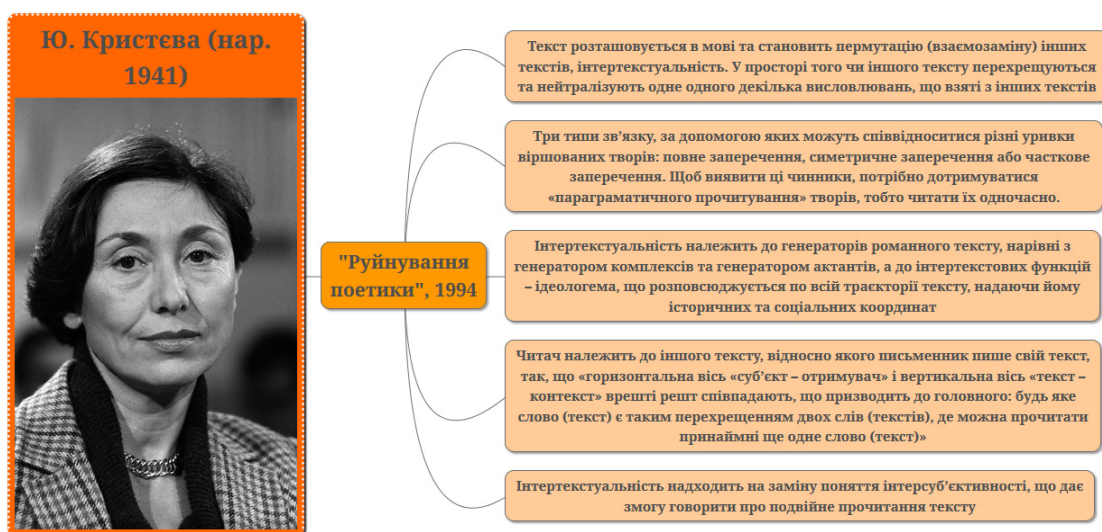 Ю. Кристєва (нар.
1941)
"Руйнування
поетики", 1994
Текст розташовується в мові та становить пермутацію (взаємозаміну) інших
текстів, інтертекстуальність. У просторі того чи іншого тексту перехрещуються
та нейтралізують одне одного декілька висловлювань, що взяті з інших текстів
Три типи зв’язку, за допомогою яких можуть співвідноситися різні уривки
віршованих творів: повне заперечення, симетричне заперечення або часткове
заперечення. Щоб виявити ці чинники, потрібно дотримуватися
«параграматичного прочитування» творів, тобто читати їх одночасно.
Інтертекстуальність належить до генераторів романного тексту, нарівні з
генератором комплексів та генератором актантів, а до інтертекстових функцій
– ідеологема, що розповсюджується по всій траєкторії тексту, надаючи йому
історичних та соціальних координат
Читач належить до іншого тексту, відносно якого письменник пише свій текст,
так, що «горизонтальна вісь «суб’єкт – отримувач» і вертикальна вісь «текст –
контекст» врешті решт співпадають, що призводить до головного: будь яке
слово (текст) є таким перехрещенням двох слів (текстів), де можна прочитати
принаймні ще одне слово (текст)»
Інтертекстуальність надходить на заміну поняття інтерсуб’єктивності, що дає
змогу говорити про подвійне прочитання тексту